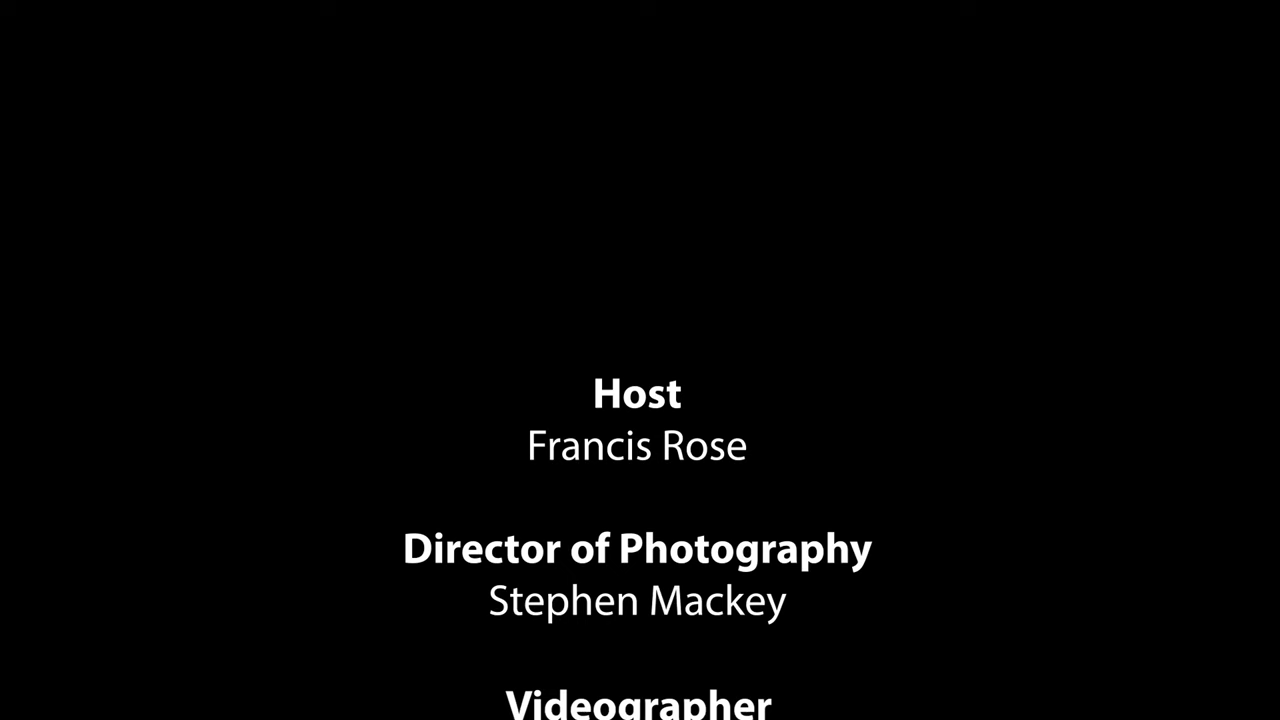 Host
Francis Rose
Director of Photography
Stephen Mackey
Videographer